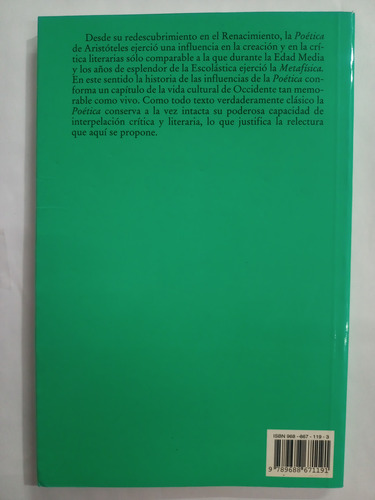 Desde su redescubrimiento en el Renacimiento, la Poética
de Aristóteles ejerció una influencia en la creación y en la crí-
tica literarias sólo comparable a la que durante la Edad Media
y los años de esplendor de la Escolástica ejerció la Metafísica.
En este sentido la historia de las influencias de la Poética con-
forma un capítulo de la vida cultural de Occidente tan memo-
rable como vivo. Como todo texto verdaderamente clásico la
Poética conserva a la vez intacta su poderosa capacidad de
interpelación crítica y literaria, lo que justifica la relectura
que aquí se propone.
ISBN 968-867-119-3
9 789688 671191